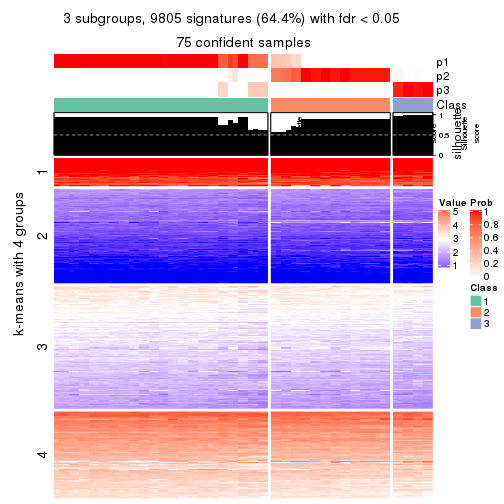 3 subgroups, 9805 signatures (64.4%) with fdr < 0.05
75 confident samples
p1
p2
p3
Class
1
0.5
0
silhouette
Silhouette
score
k-means with 4 groups
1
2
3
4
Value
5
4
3
2
1
Prob
1
0.8
0.6
0.4
0.2
0
Class
1
2
3